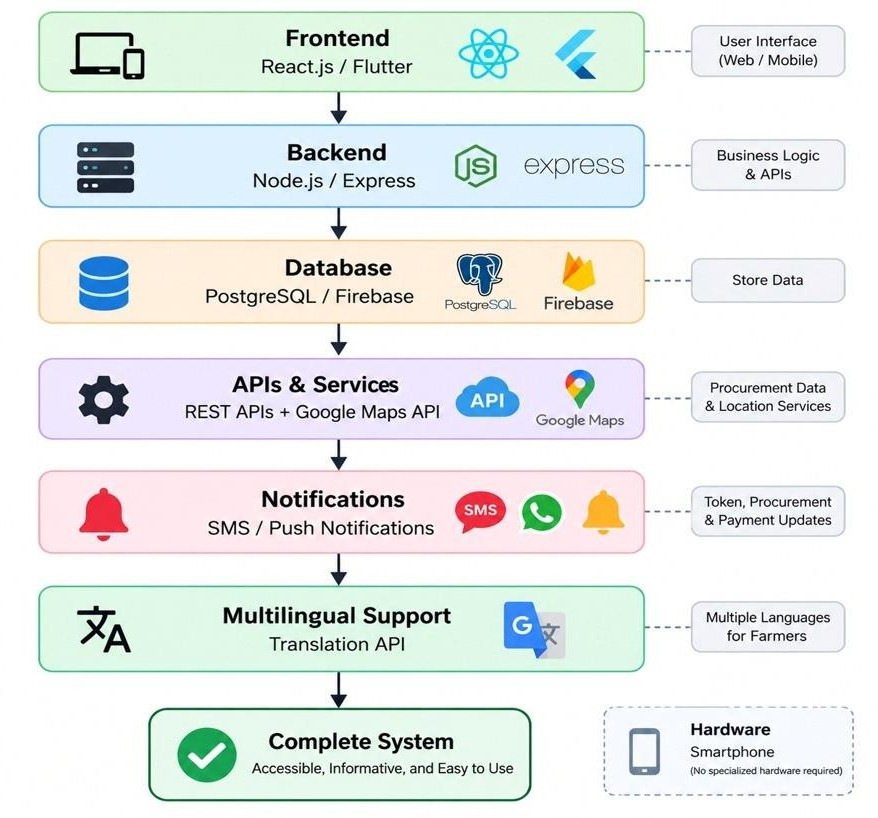 Frontend
React.js / Flutter
User Interface
(Web / Mobile)
Backend
Node.js / Express
JS
express
Business Logic
& APIs
Database
PostgreSQL / Firebase
PostgreSQL
Firebase
Store Data
APIs & Services
REST APIs + Google Maps API
API
Google Maps
Procurement Data
& Location Services
Notifications
SMS / Push Notifications
SMS
Token, Procurement
& Payment Updates
文A
Multilingual Support
Translation API
G
文
Multiple Languages
for Farmers
Complete System
Accessible, Informative, and Easy to Use
Hardware
Smartphone
(No specialized hardware required)